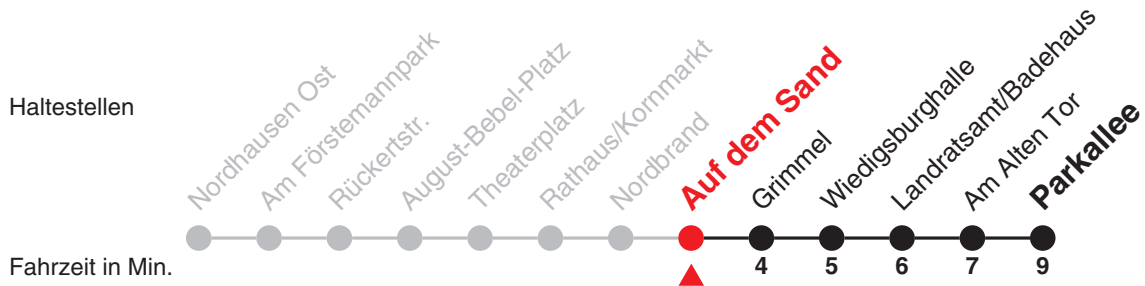 Haltestellen
Nordhausen Ost
Am Förstemannpark
Rückertstr.
August-Bebel-Platz
Theaterplatz
Rathaus/Kornmarkt
Nordbrand
Auf dem Sand
Grimmel
Wiedigsburghalle
Landratsamt/Badehaus
Am Alten Tor
Parkallee
Fahrzeit in Min.
4
5
6
7
9